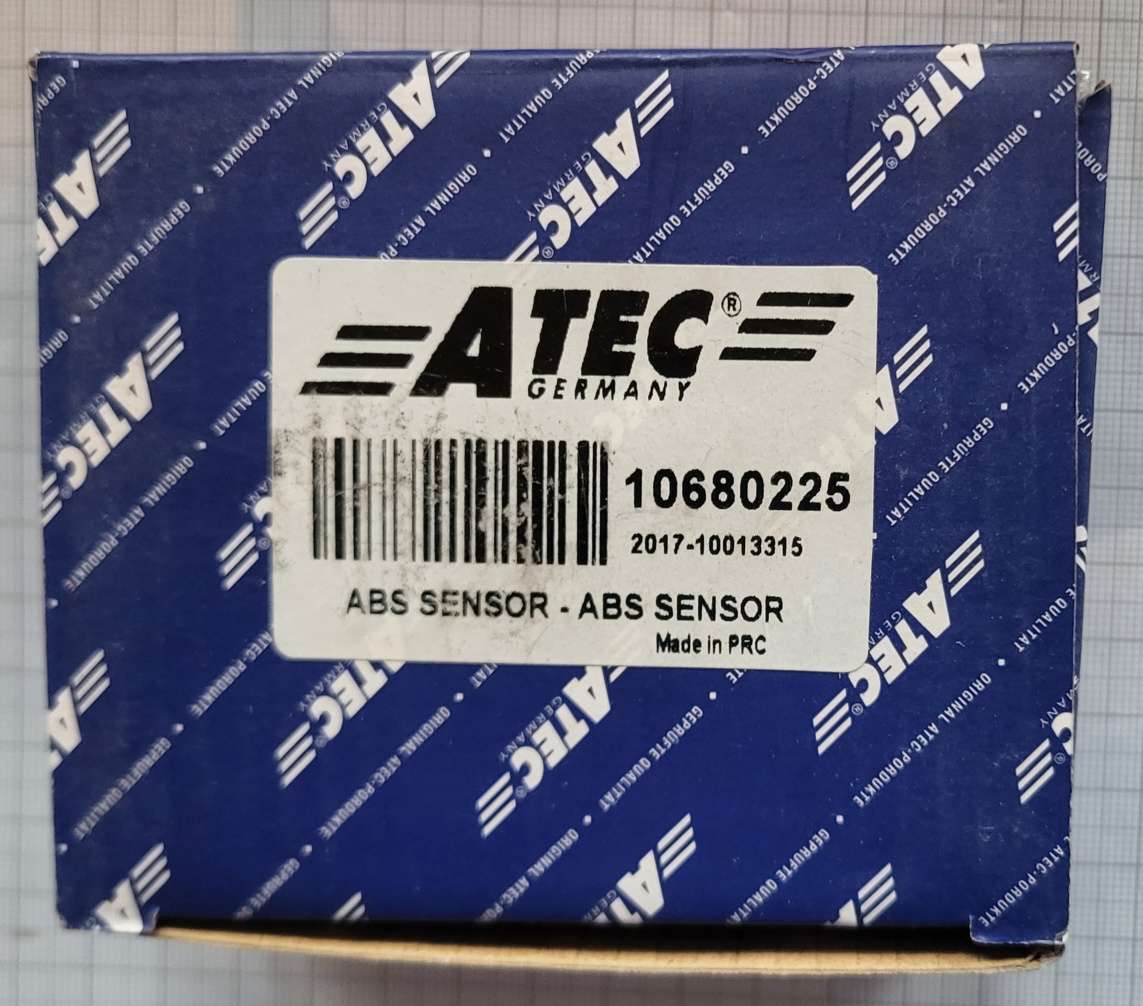 ATEC®
GERMANY
10680225
2017-10013315
ABS SENSOR - ABS SENSOR
Made in PRC
ATEC®
GERMANY
GEPRÜFTE QUALITÄT • ORIGINAL ATEC-PORDUKTE